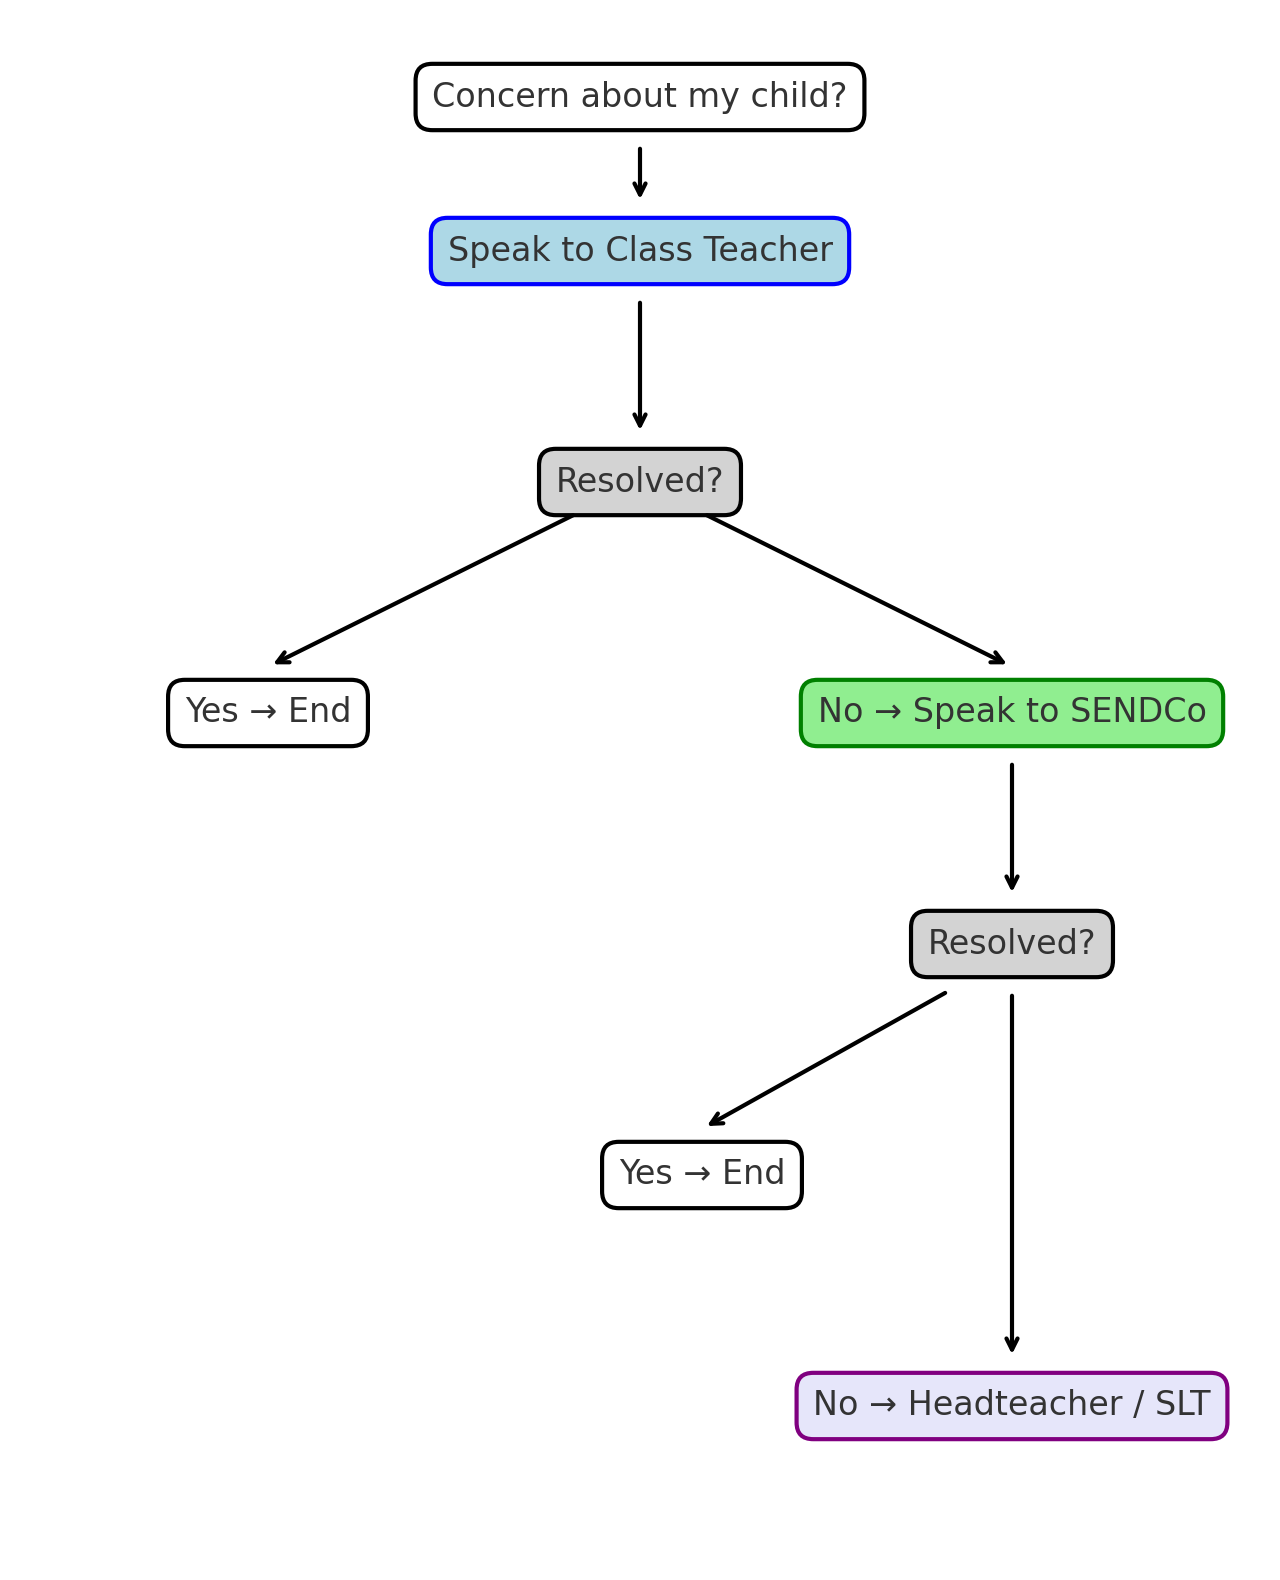 Concern about my child?
Speak to Class Teacher
Resolved?
Yes → End
No → Speak to SENDCo
Resolved?
Yes → End
No → Headteacher / SLT